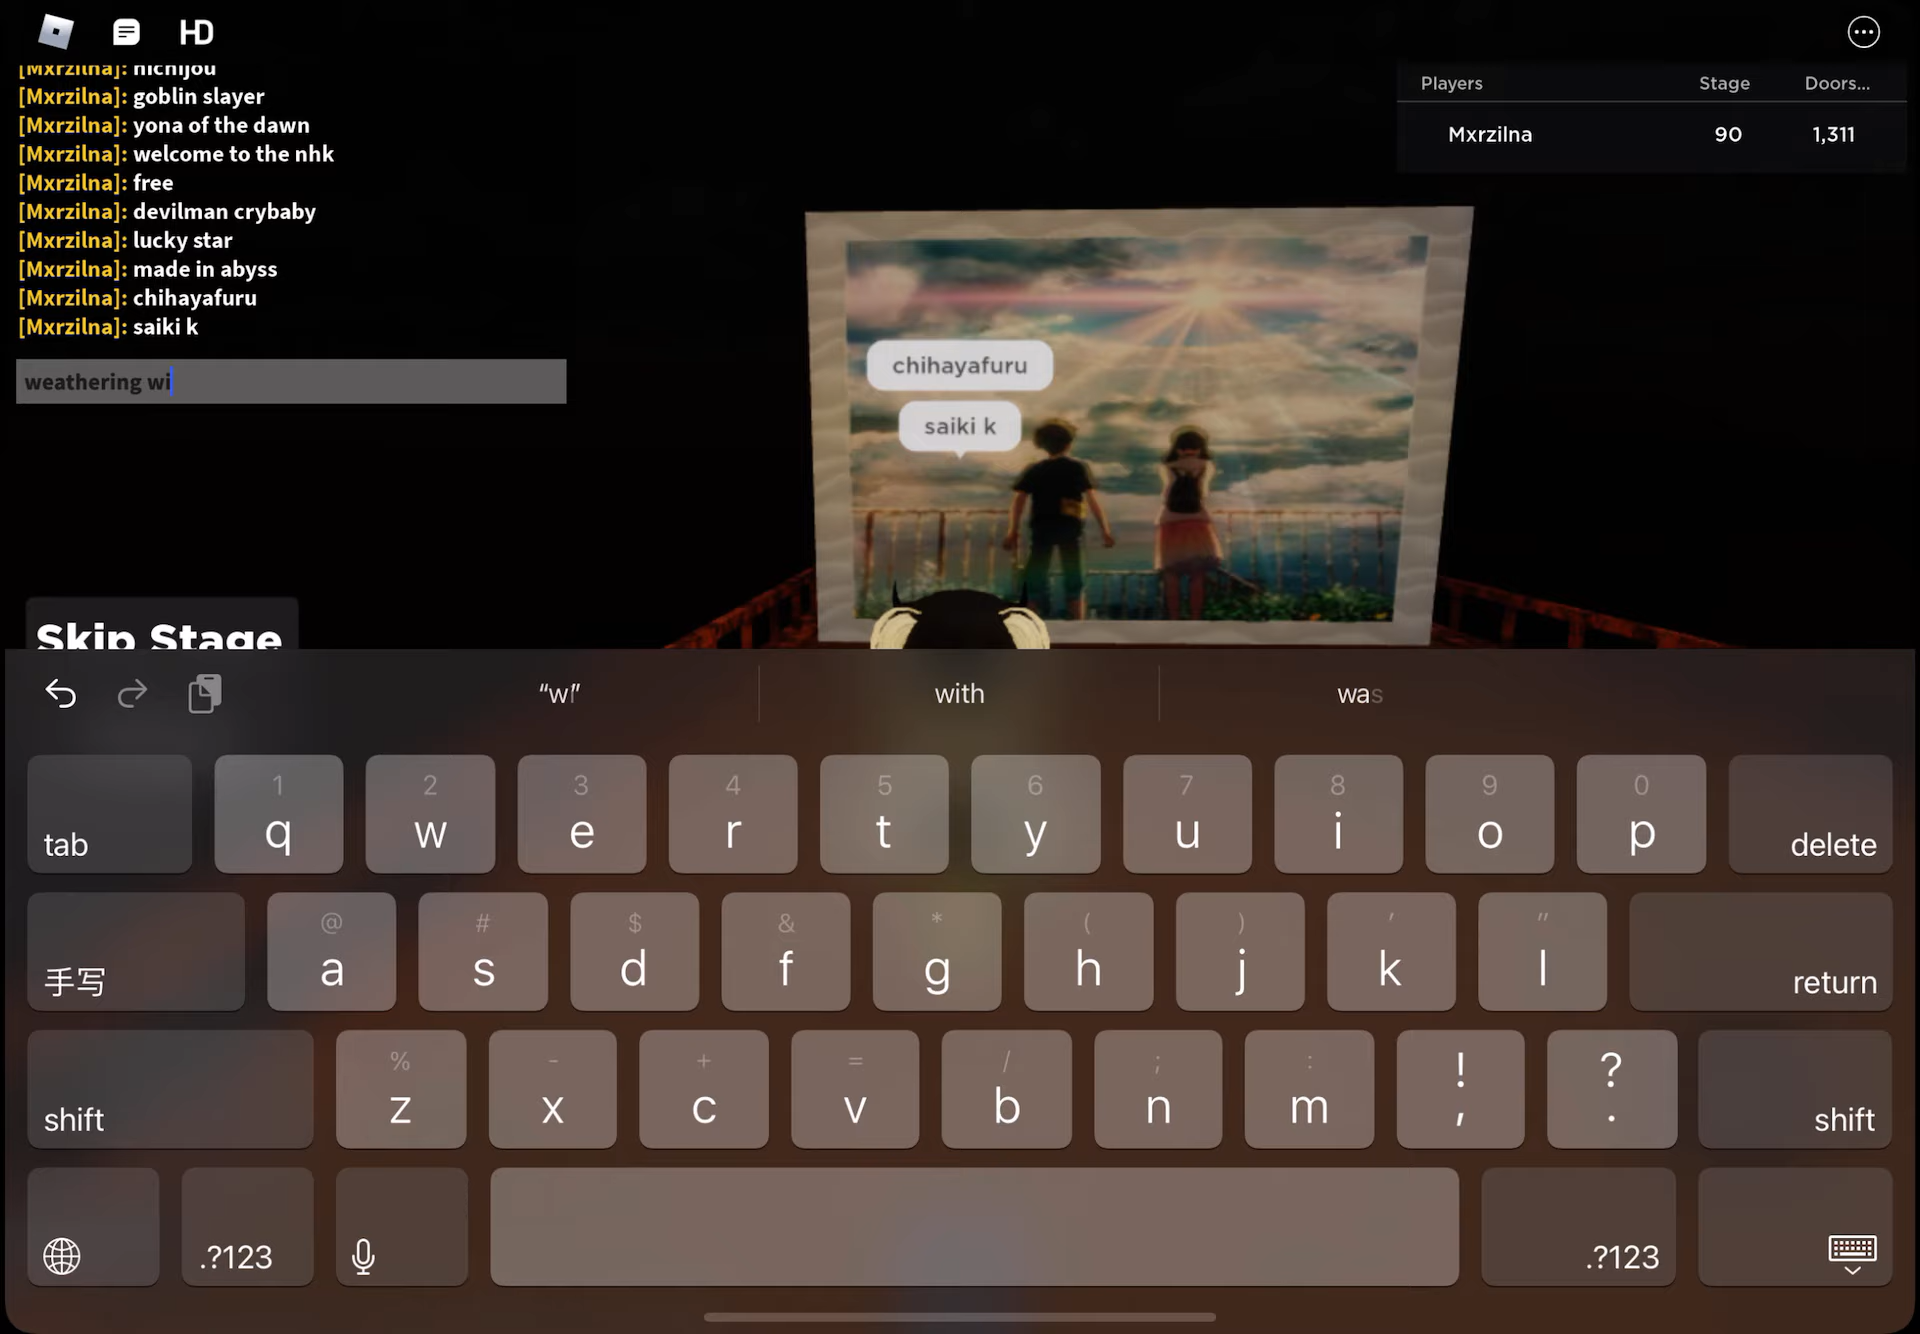 HD
[Mxrzilna]: nichijou
[Mxrzilna]: goblin slayer
[Mxrzilna]: yona of the dawn
[Mxrzilna]: welcome to the nhk
[Mxrzilna]: free
[Mxrzilna]: devilman crybaby
[Mxrzilna]: lucky star
[Mxrzilna]: made in abyss
[Mxrzilna]: chihayafuru
[Mxrzilna]: saiki k
weathering wi
Players Stage Doors...
Mxrzilna 90 1,311
chihayafuru
saiki k
Skip Stage
“wi” with was
1 2 3 4 5 6 7 8 9 0
tab q w e r t y u i o p delete
@ # $ & * ( ) ' "
手写 a s d f g h j k l return
% - + = / ; : ! ?
shift z x c v b n m , . shift
.?123 .?123